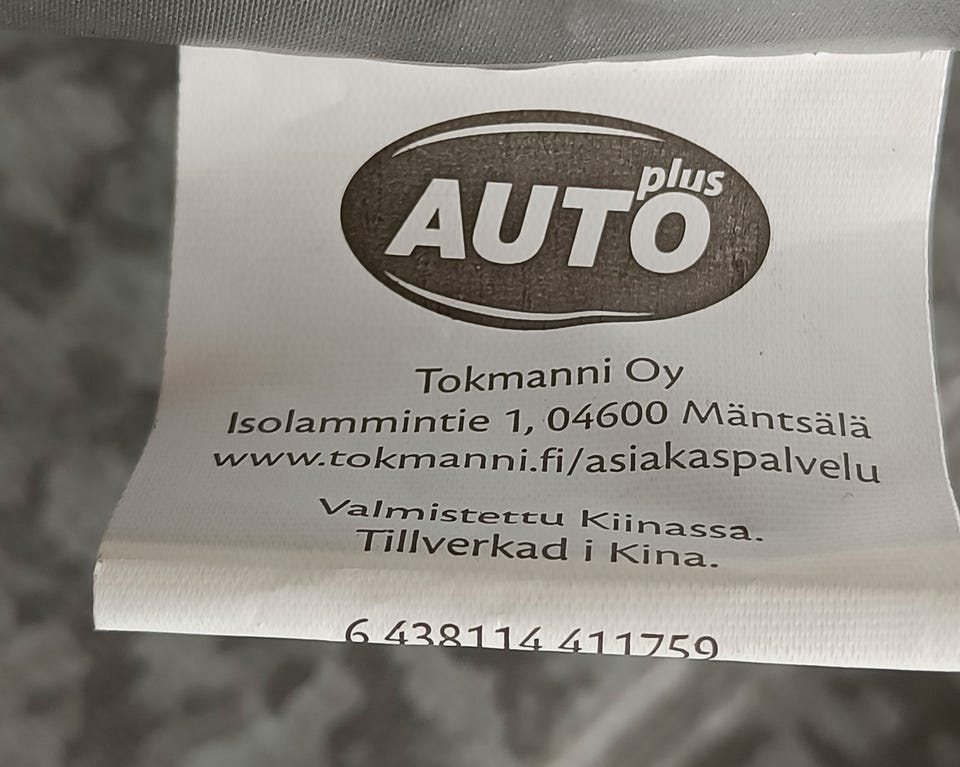 AUTO plus
Tokmanni Oy
Isolammintie 1, 04600 Mäntsälä
www.tokmanni.fi/asiakaspalvelu
Valmistettu Kiinassa.
Tillverkad i Kina.
6 438114 411759